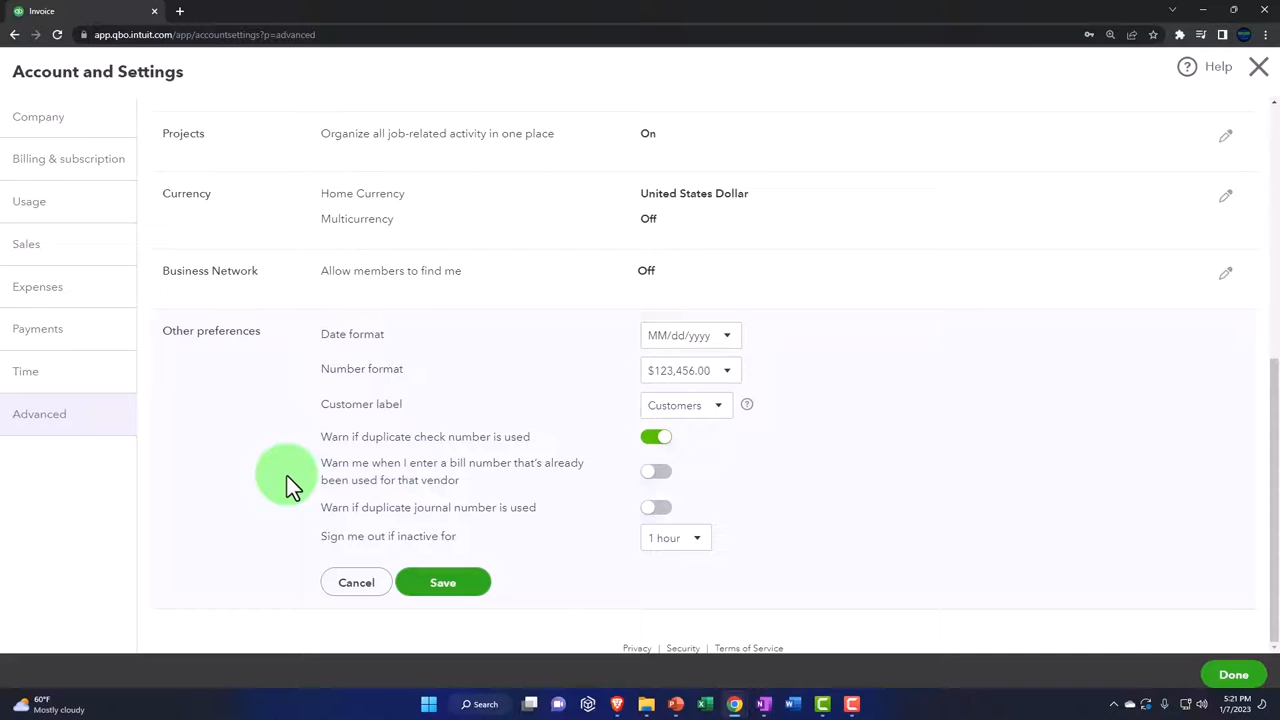 Invoice
app.qbo.intuit.com/app/accountsettings?p=advanced
Account and Settings
Help
Company
Billing & subscription
Usage
Sales
Expenses
Payments
Time
Advanced
Projects Organize all job-related activity in one place On
Currency Home Currency United States Dollar
Multicurrency Off
Business Network Allow members to find me Off
Other preferences Date format MM/dd/yyyy
Number format $123,456.00
Customer label Customers
Warn if duplicate check number is used
Warn me when I enter a bill number that's already
been used for that vendor
Warn if duplicate journal number is used
Sign me out if inactive for 1 hour
Cancel Save
Privacy | Security | Terms of Service
Done
60°F
Mostly cloudy
Search
5:21 PM
1/7/2023